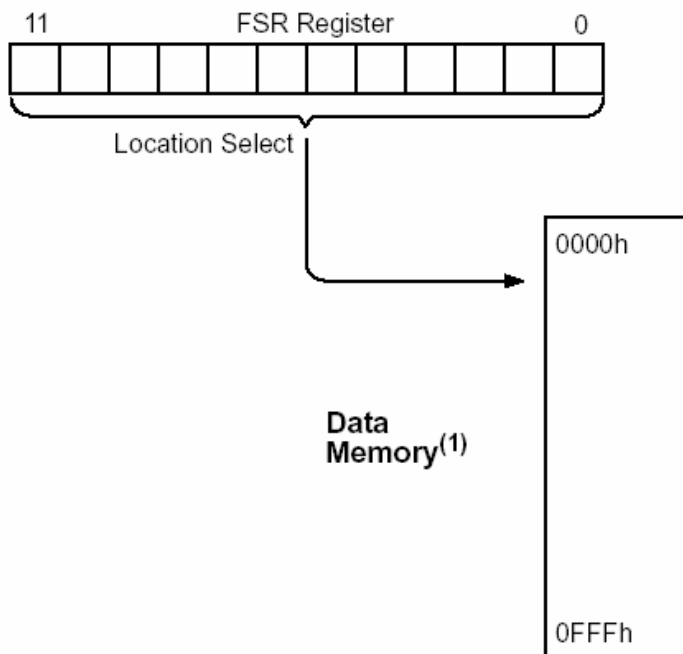 11 FSR Register 0
Location Select
0000h
Data
Memory(1)
0FFFh